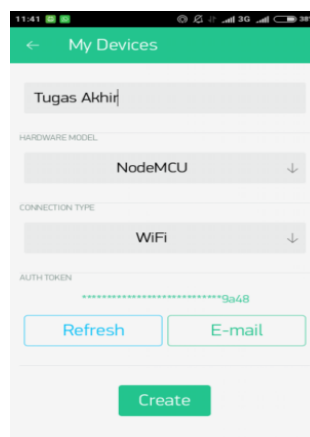 11:41 3G 38%
My Devices
Tugas Akhir
HARDWARE MODEL
NodeMCU
CONNECTION TYPE
WiFi
AUTH TOKEN
****************************9a48
Refresh E-mail
Create